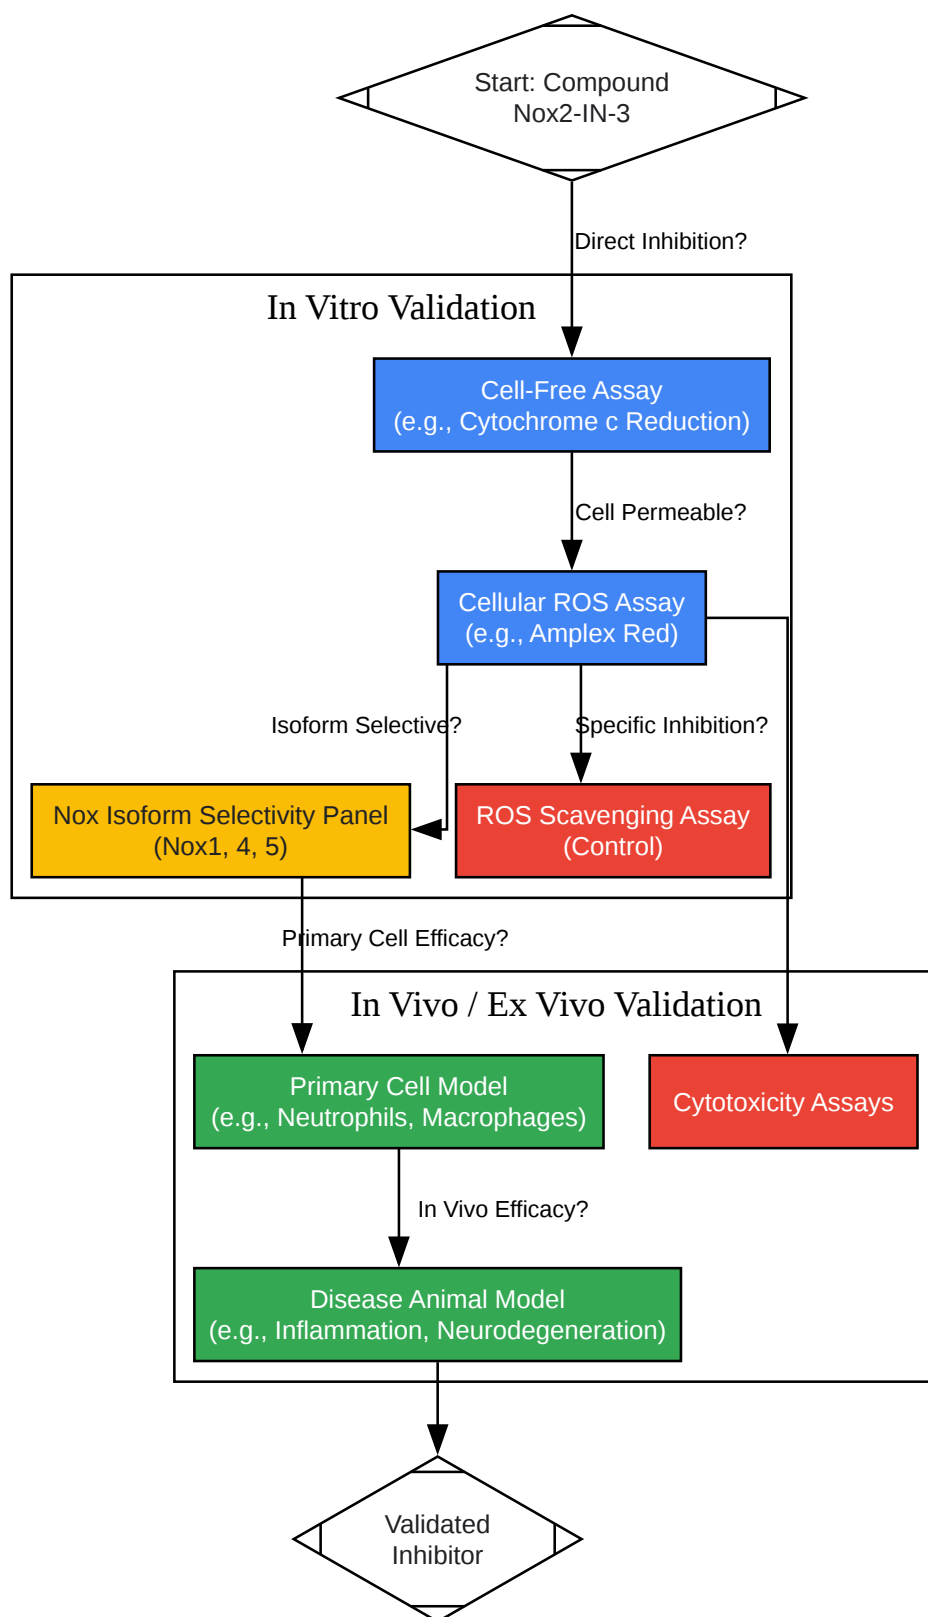 Start: Compound
Nox2-IN-3
Direct Inhibition?
In Vitro Validation
Cell-Free Assay
(e.g., Cytochrome c Reduction)
Cell Permeable?
Cellular ROS Assay
(e.g., Amplex Red)
Isoform Selective?
Specific Inhibition?
Nox Isoform Selectivity Panel
(Nox1, 4, 5)
ROS Scavenging Assay
(Control)
Primary Cell Efficacy?
In Vivo / Ex Vivo Validation
Primary Cell Model
(e.g., Neutrophils, Macrophages)
Cytotoxicity Assays
In Vivo Efficacy?
Disease Animal Model
(e.g., Inflammation, Neurodegeneration)
Validated
Inhibitor